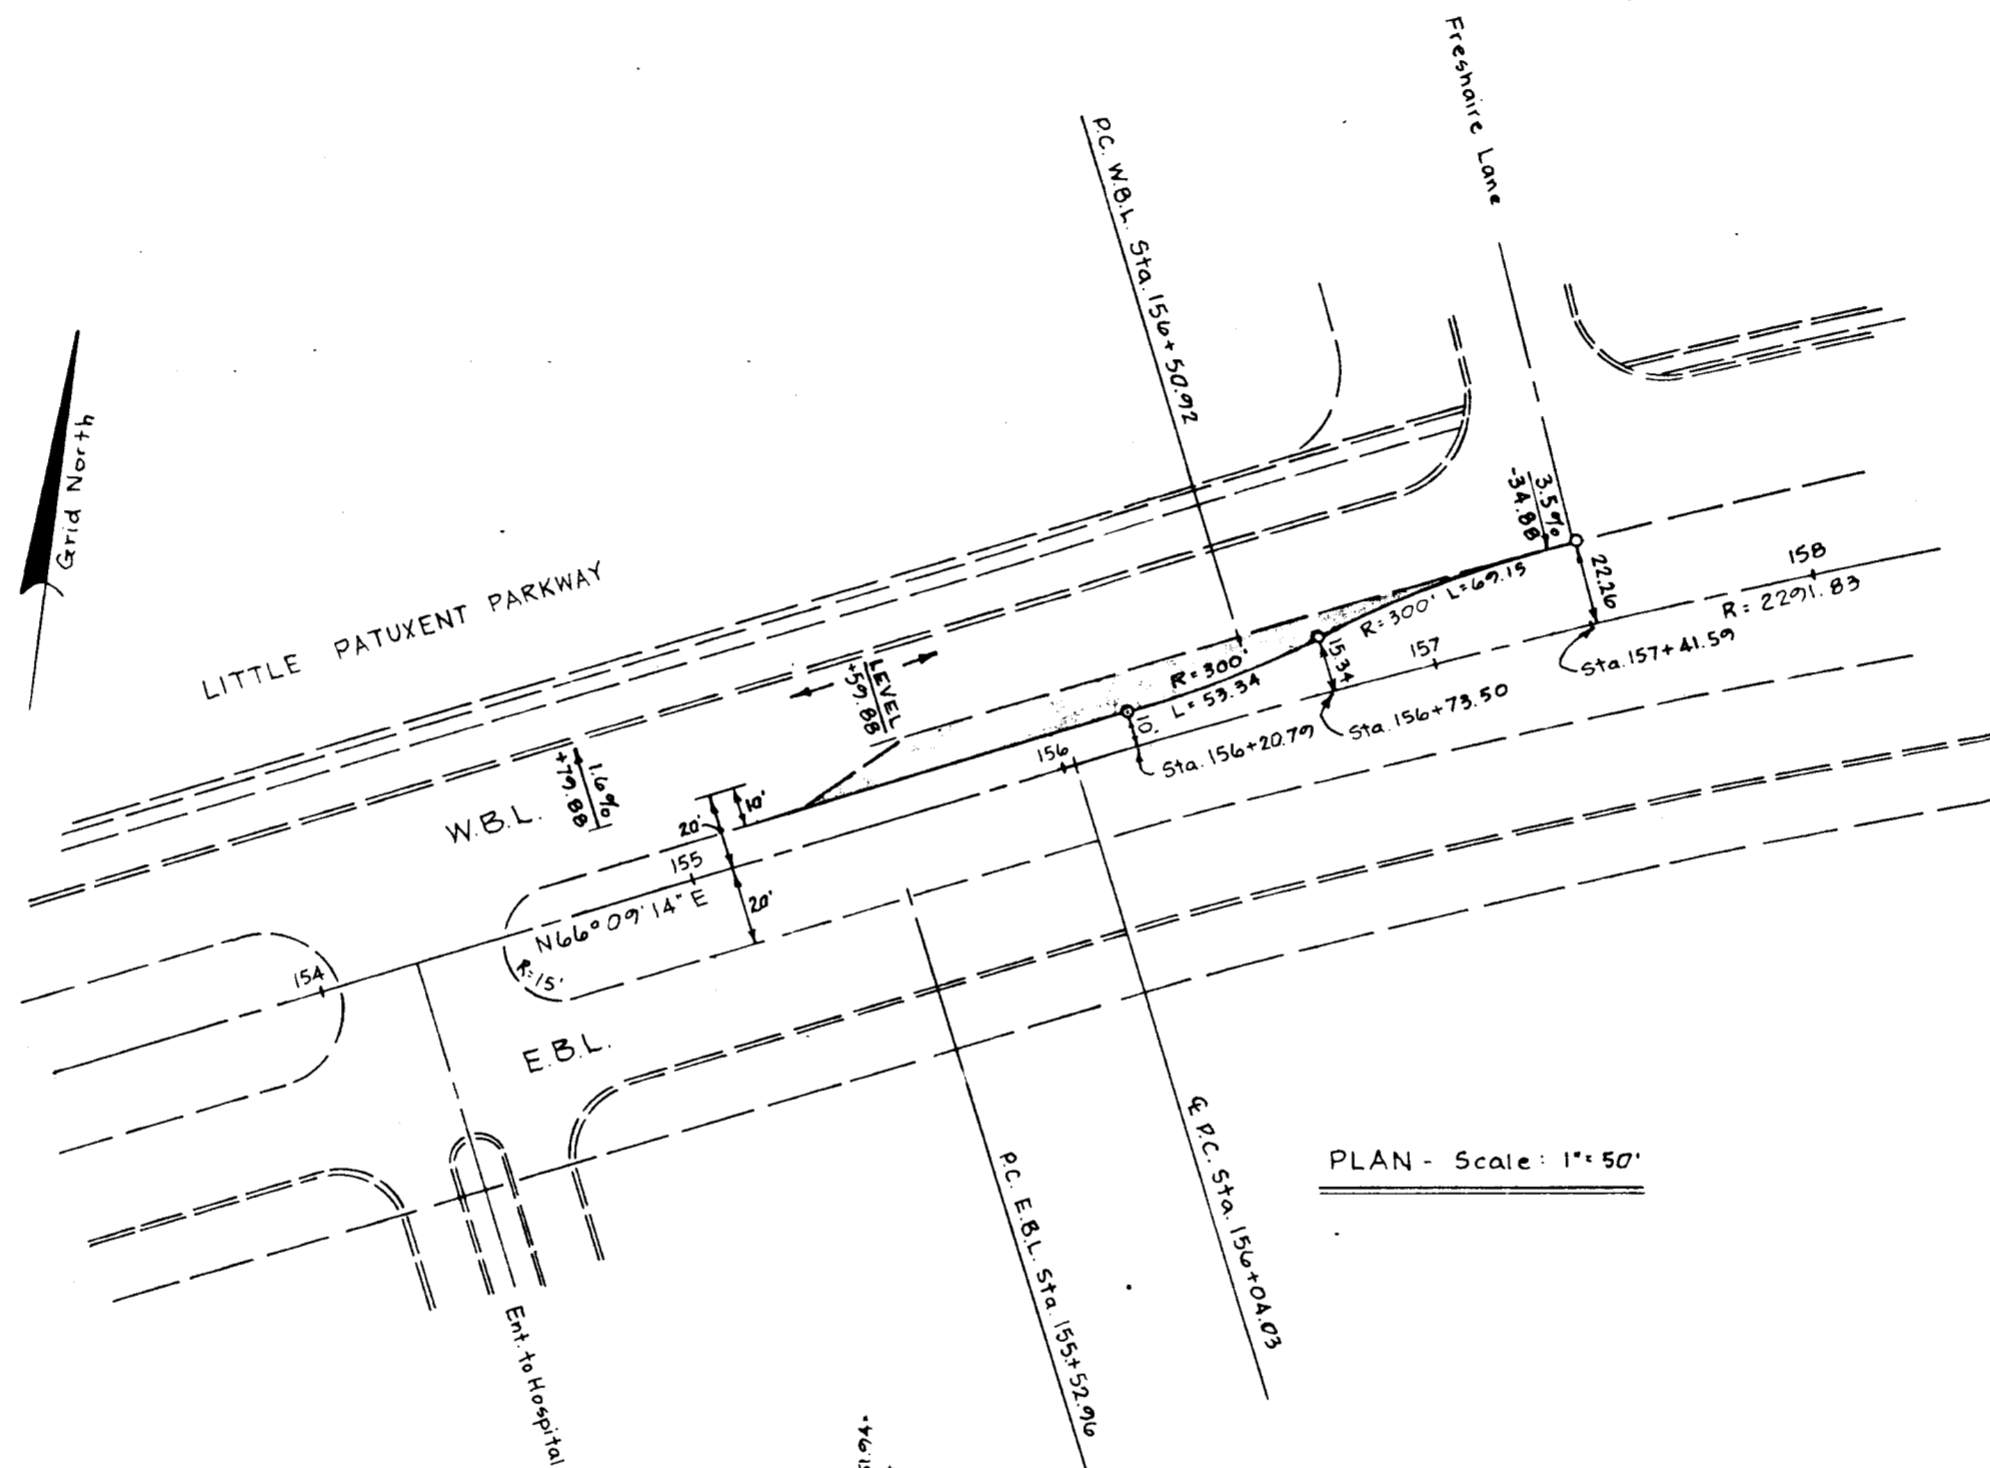 Freshaire Lane
P.C. W.B.L. Sta. 156+50.92
Grid North
LITTLE PATUXENT PARKWAY
3.5%
-34.88
22.26
158
R = 2291.83
Sta. 157+41.59
R=300' L=69.15
157
15.34
Sta. 156+73.50
R=300'
L=53.34
10'
Sta. 156+20.79
156
LEVEL
+59.88
1.6%
+79.88
W.B.L.
10'
20'
155
20'
N66°09'14"E
R=15'
154
E.B.L.
Ent. to Hospital
P.C. E.B.L. Sta. 155+52.96
℄ P.C. Sta. 156+04.03
PLAN - Scale: 1"=50'